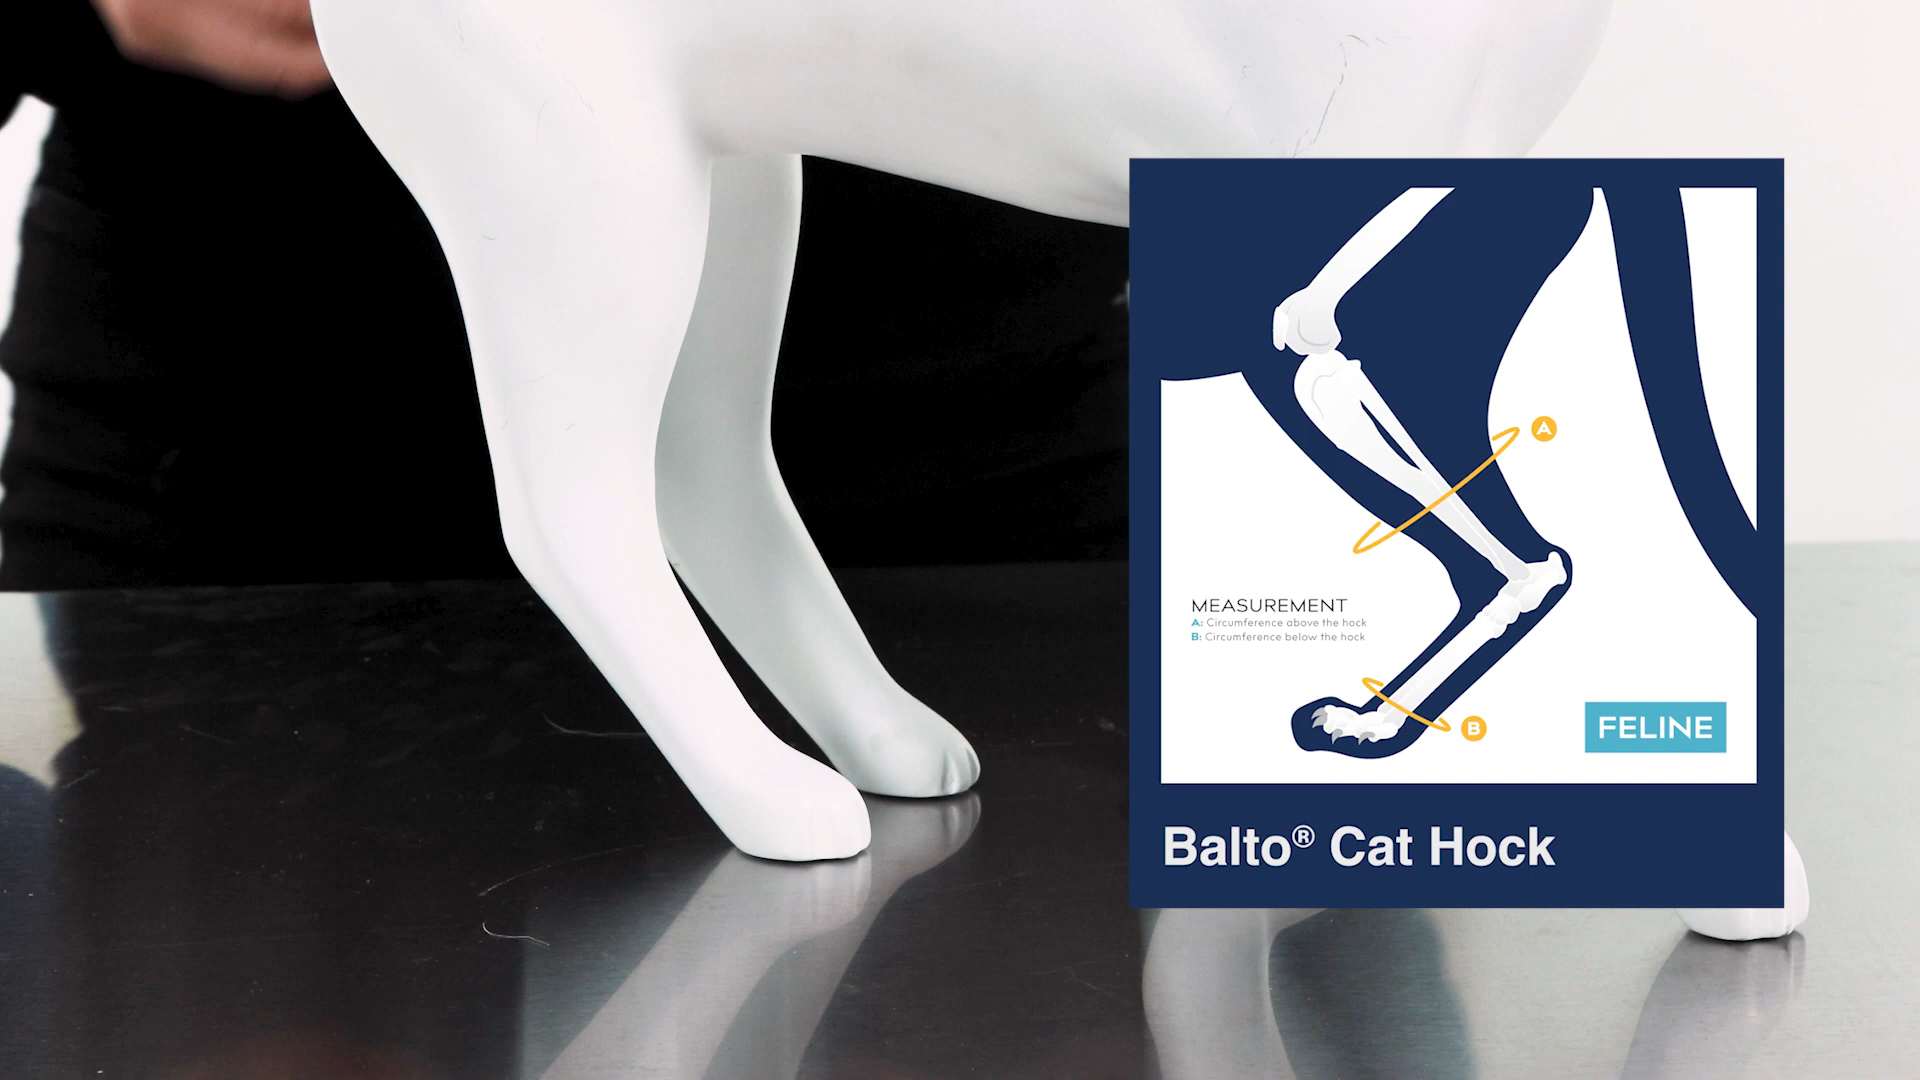 A
MEASUREMENT
A: Circumference above the hock
B: Circumference below the hock
B
FELINE
Balto® Cat Hock